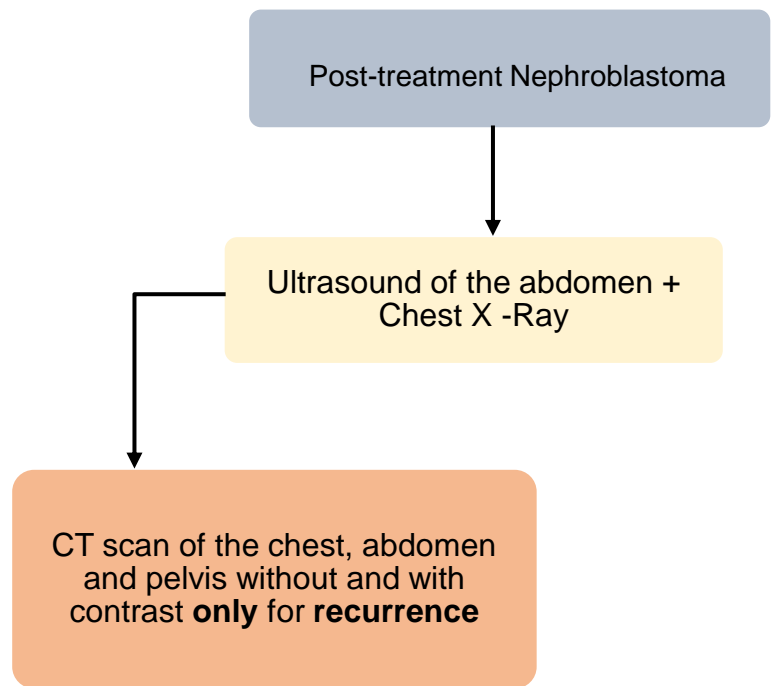 Post-treatment Nephroblastoma
Ultrasound of the abdomen +
Chest X -Ray
CT scan of the chest, abdomen
and pelvis without and with
contrast only for recurrence